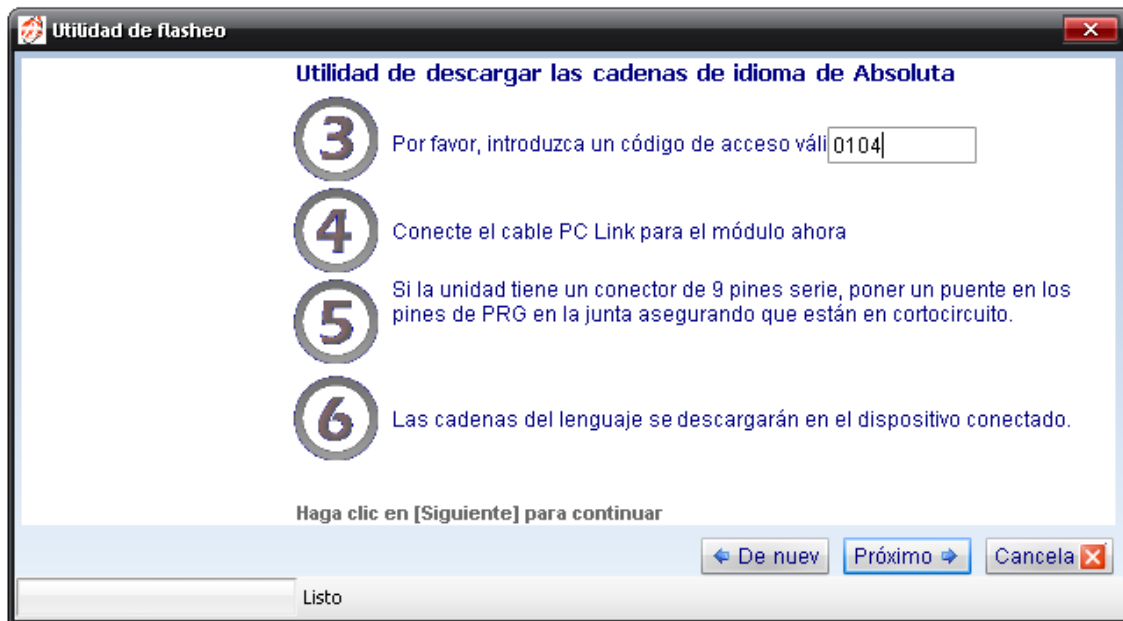 Utilidad de flasheo
Utilidad de descargar las cadenas de idioma de Absoluta
3
Por favor, introduzca un código de acceso váli 0104
4
Conecte el cable PC Link para el módulo ahora
5
Si la unidad tiene un conector de 9 pines serie, poner un puente en los
pines de PRG en la junta asegurando que están en cortocircuito.
6
Las cadenas del lenguaje se descargarán en el dispositivo conectado.
Haga clic en [Siguiente] para continuar
De nuev Próximo Cancela
Listo